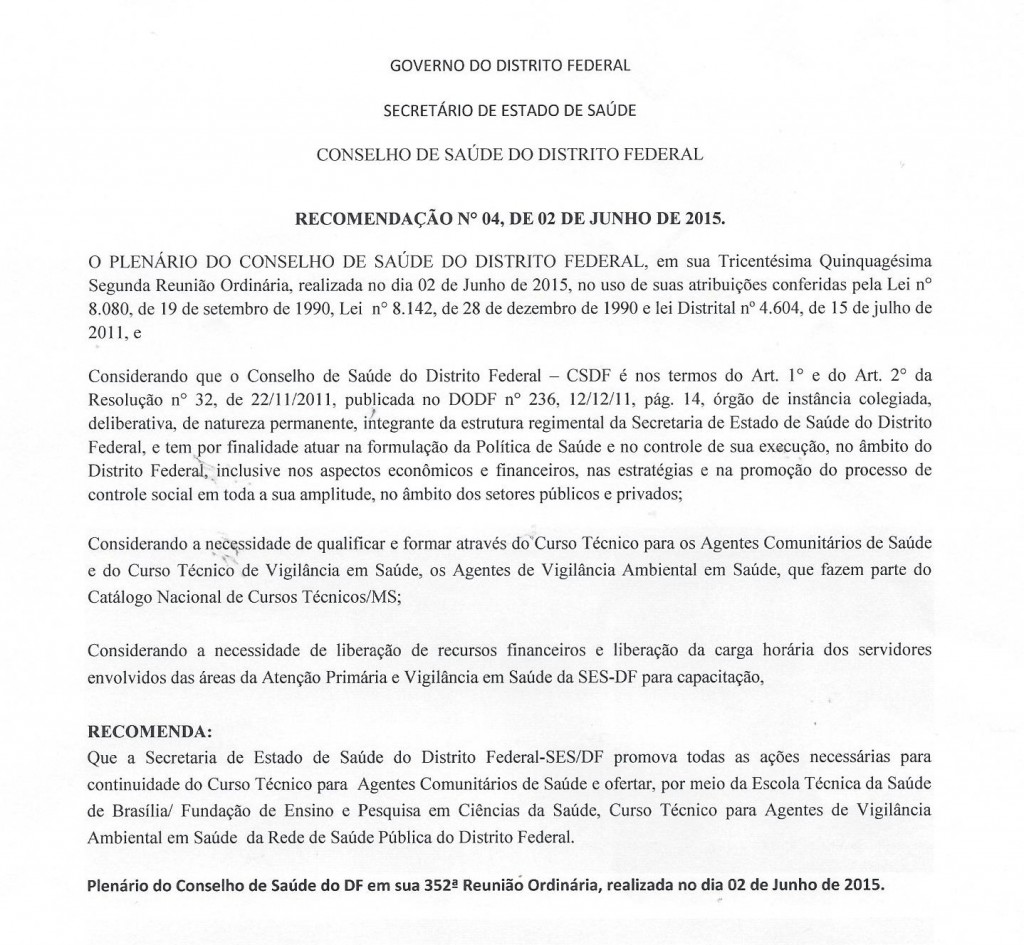 GOVERNO DO DISTRITO FEDERAL
SECRETÁRIO DE ESTADO DE SAÚDE
CONSELHO DE SAÚDE DO DISTRITO FEDERAL
RECOMENDAÇÃO Nº 04, DE 02 DE JUNHO DE 2015.
O PLENÁRIO DO CONSELHO DE SAÚDE DO DISTRITO FEDERAL, em sua Tricentésima Quinquagésima
Segunda Reunião Ordinária, realizada no dia 02 de Junho de 2015, no uso de suas atribuições conferidas pela Lei nº
8.080, de 19 de setembro de 1990, Lei nº 8.142, de 28 de dezembro de 1990 e lei Distrital nº 4.604, de 15 de julho de
2011, e
Considerando que o Conselho de Saúde do Distrito Federal – CSDF é nos termos do Art. 1º e do Art. 2º da
Resolução nº 32, de 22/11/2011, publicada no DODF nº 236, 12/12/11, pág. 14, órgão de instância colegiada,
deliberativa, de natureza permanente, integrante da estrutura regimental da Secretaria de Estado de Saúde do Distrito
Federal, e tem por finalidade atuar na formulação da Política de Saúde e no controle de sua execução, no âmbito do
Distrito Federal, inclusive nos aspectos econômicos e financeiros, nas estratégias e na promoção do processo de
controle social em toda a sua amplitude, no âmbito dos setores públicos e privados;
Considerando a necessidade de qualificar e formar através do Curso Técnico para os Agentes Comunitários de Saúde
e do Curso Técnico de Vigilância em Saúde, os Agentes de Vigilância Ambiental em Saúde, que fazem parte do
Catálogo Nacional de Cursos Técnicos/MS;
Considerando a necessidade de liberação de recursos financeiros e liberação da carga horária dos servidores
envolvidos das áreas da Atenção Primária e Vigilância em Saúde da SES-DF para capacitação,
RECOMENDA:
Que a Secretaria de Estado de Saúde do Distrito Federal-SES/DF promova todas as ações necessárias para
continuidade do Curso Técnico para Agentes Comunitários de Saúde e ofertar, por meio da Escola Técnica da Saúde
de Brasília/ Fundação de Ensino e Pesquisa em Ciências da Saúde, Curso Técnico para Agentes de Vigilância
Ambiental em Saúde da Rede de Saúde Pública do Distrito Federal.
Plenário do Conselho de Saúde do DF em sua 352ª Reunião Ordinária, realizada no dia 02 de Junho de 2015.